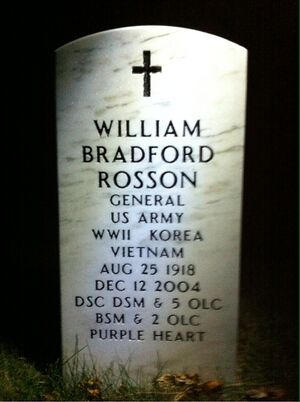 WILLIAM
BRADFORD
ROSSON
GENERAL
US ARMY
WWII KOREA
VIETNAM
AUG 25 1918
DEC 12 2004
DSC DSM & 5 OLC
BSM & 2 OLC
PURPLE HEART